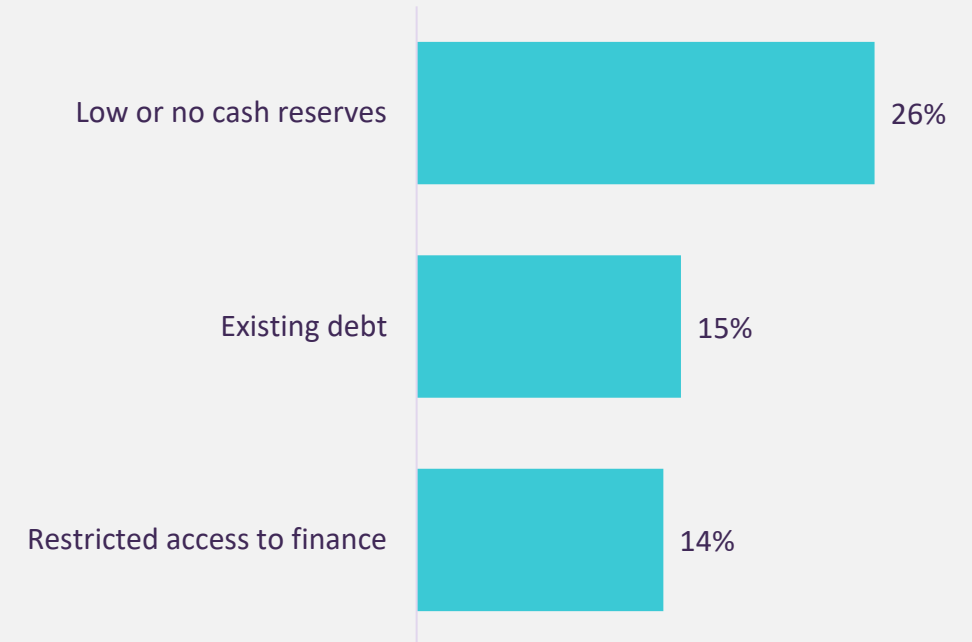 Low or no cash reserves
26%
Existing debt
15%
Restricted access to finance
14%